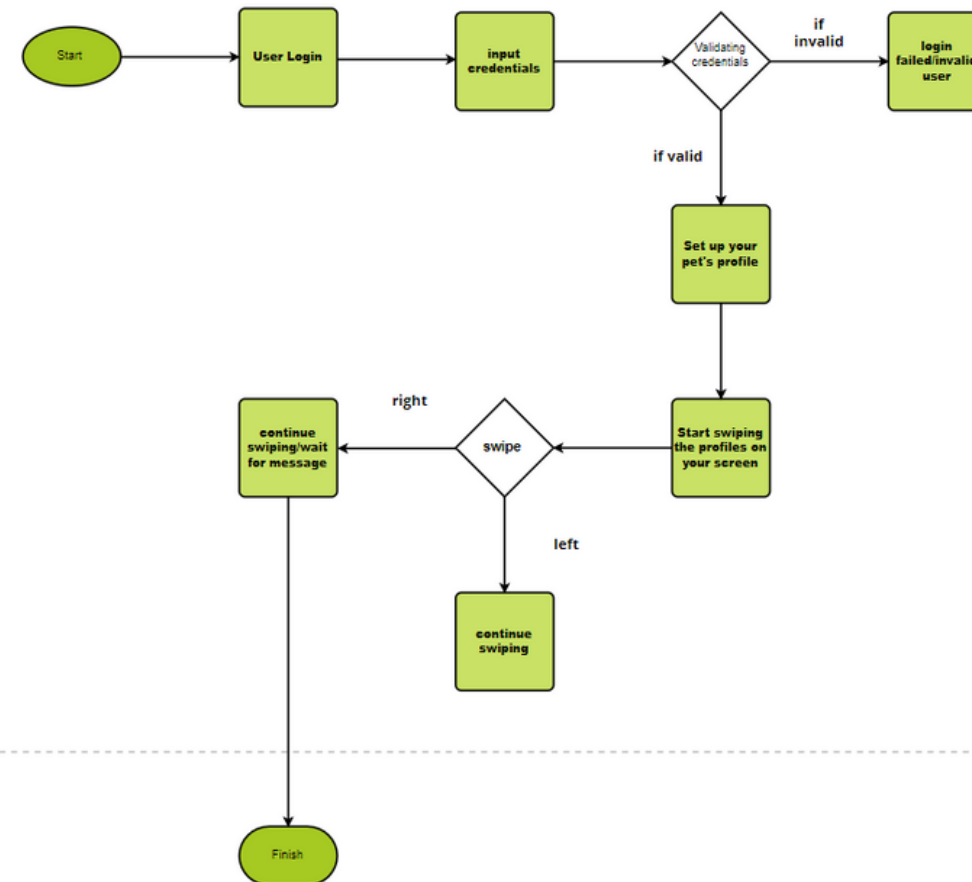 Start
User Login
input
credentials
Validating
credentials
if
invalid
login
failed/invalid
user
if valid
Set up your
pet's profile
Start swiping
the profiles on
your screen
swipe
right
continue
swiping/wait
for message
left
continue
swiping
Finish